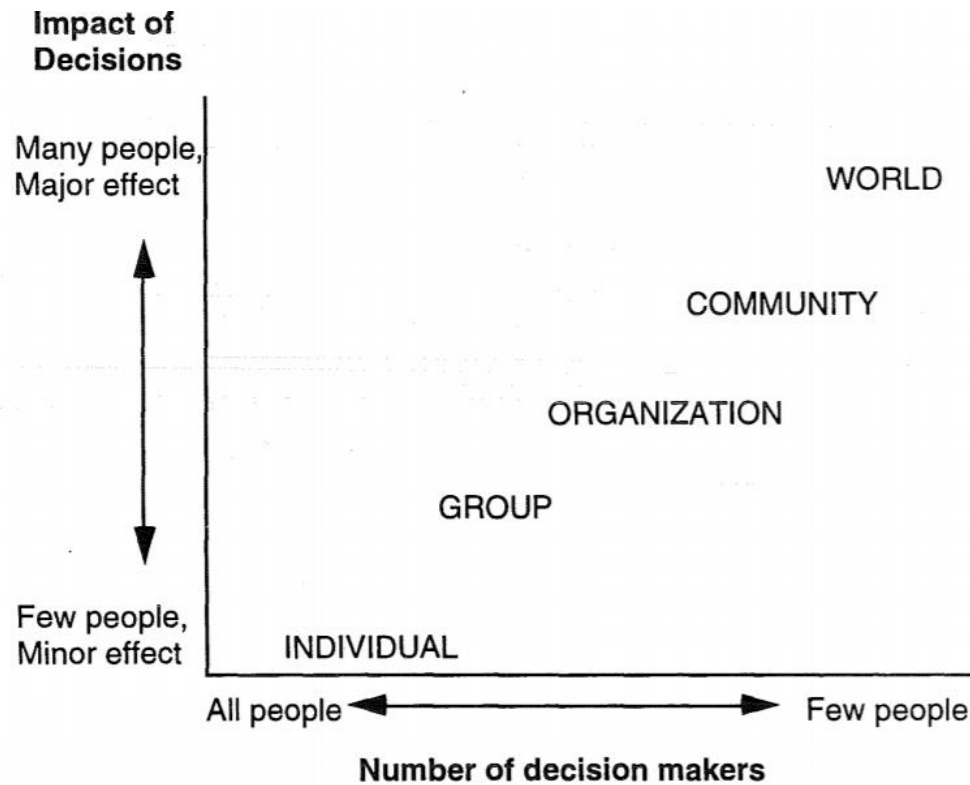 Impact of
Decisions
Many people,
Major effect
WORLD
COMMUNITY
ORGANIZATION
GROUP
Few people,
Minor effect
INDIVIDUAL
All people
Few people
Number of decision makers